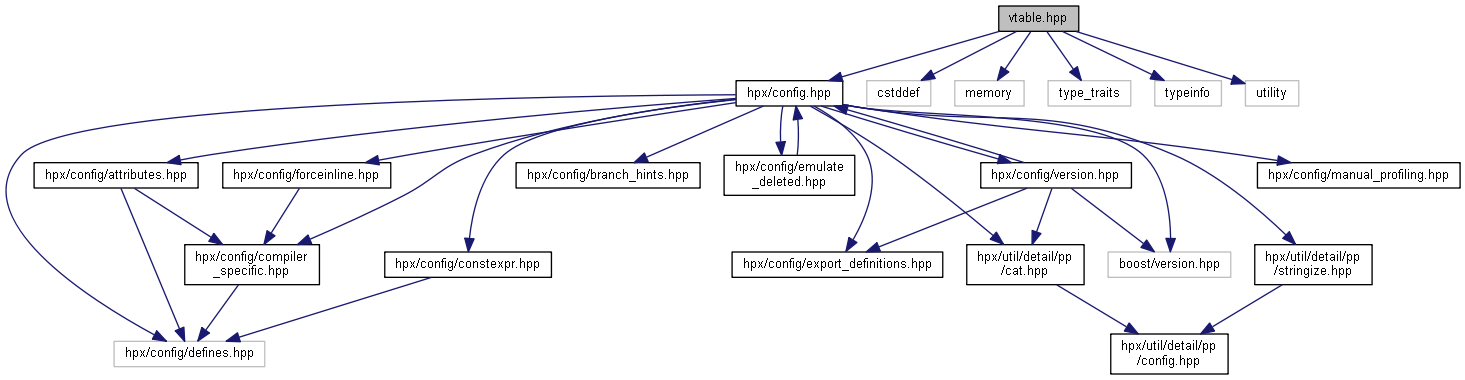 vtable.hpp
hpx/config.hpp
cstddef
memory
type_traits
typeinfo
utility
hpx/config/attributes.hpp
hpx/config/forceinline.hpp
hpx/config/branch_hints.hpp
hpx/config/emulate
_deleted.hpp
hpx/config/version.hpp
hpx/config/manual_profiling.hpp
hpx/config/compiler
_specific.hpp
hpx/config/constexpr.hpp
hpx/config/export_definitions.hpp
hpx/util/detail/pp
/cat.hpp
boost/version.hpp
hpx/util/detail/pp
/stringize.hpp
hpx/config/defines.hpp
hpx/util/detail/pp
/config.hpp